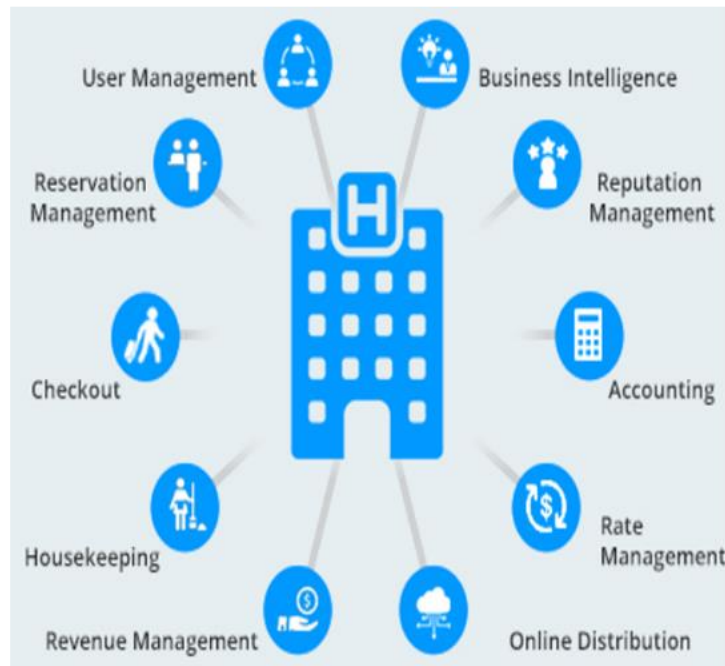 User Management
Business Intelligence
Reservation
Management
Reputation
Management
H
Checkout
Accounting
Housekeeping
Rate
Management
Revenue Management
Online Distribution
$
$